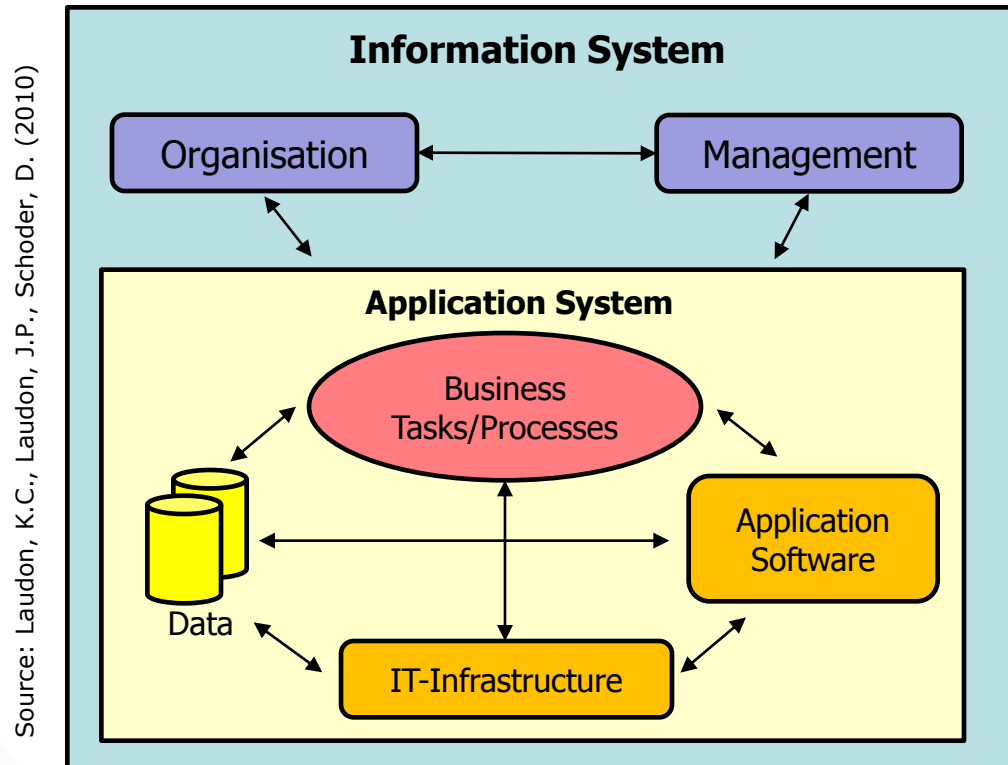 Information System
Organisation
Management
Application System
Business
Tasks/Processes
Application
Software
Data
IT-Infrastructure
Source: Laudon, K.C., Laudon, J.P., Schoder, D. (2010)